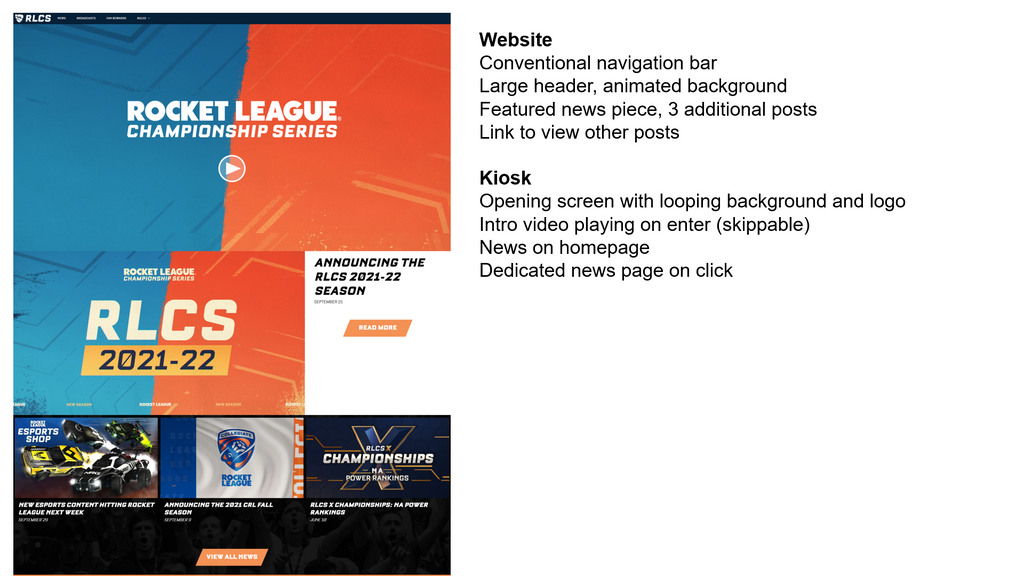 RLCS
NEWS BROADCASTS FAN REWARDS
ROCKET LEAGUE
CHAMPIONSHIP SERIES
ROCKET LEAGUE
CHAMPIONSHIP SERIES
RLCS
2021-22
NEW SEASON ROCKET LEAGUE NEW SEASON
ANNOUNCING THE
RLCS 2021-22
SEASON
READ MORE
ROCKET
LEAGUE
ESPORTS
SHOP
COLLEGIATE
ROCKET
LEAGUE
RLCS X
CHAMPIONSHIPS
NA
POWER RANKINGS
NEW ESPORTS CONTENT HITTING ROCKET
LEAGUE NEXT WEEK
SEPTEMBER 29
ANNOUNCING THE 2021 CRL FALL
SEASON
SEPTEMBER 9
RLCS X CHAMPIONSHIPS: NA POWER
RANKINGS
JUNE 18
VIEW ALL NEWS
Website
Conventional navigation bar
Large header, animated background
Featured news piece, 3 additional posts
Link to view other posts
Kiosk
Opening screen with looping background and logo
Intro video playing on enter (skippable)
News on homepage
Dedicated news page on click